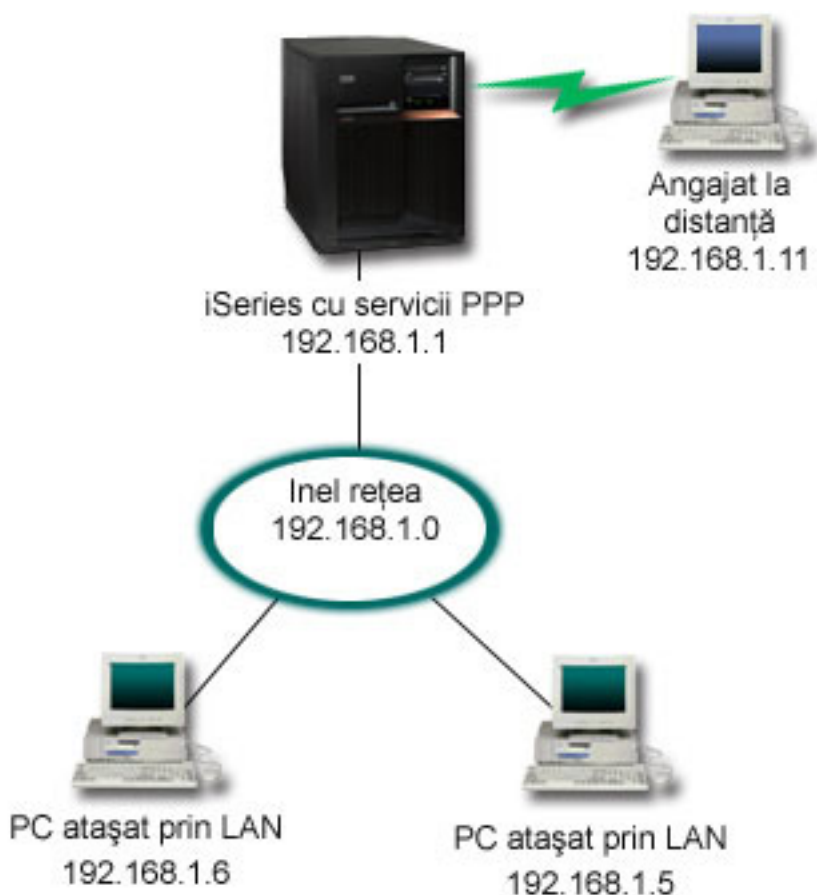 Angajat la
distanță
192.168.1.11
iSeries cu servicii PPP
192.168.1.1
Inel rețea
192.168.1.0
PC ataşat prin LAN
192.168.1.6
PC ataşat prin LAN
192.168.1.5